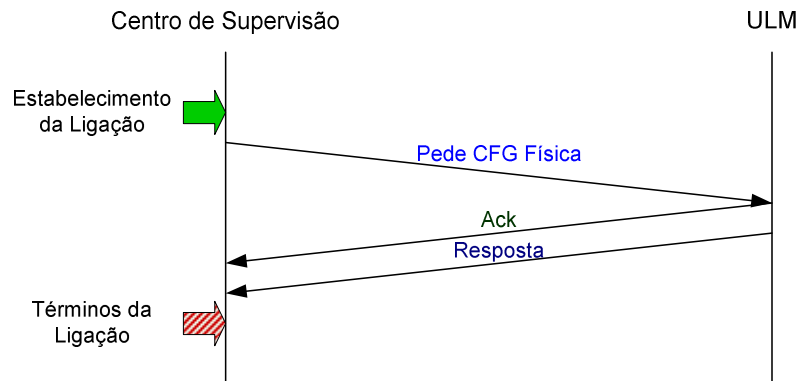 Centro de Supervisão
ULM
Estabelecimento
da Ligação
Pede CFG Física
Ack
Resposta
Términos da
Ligação